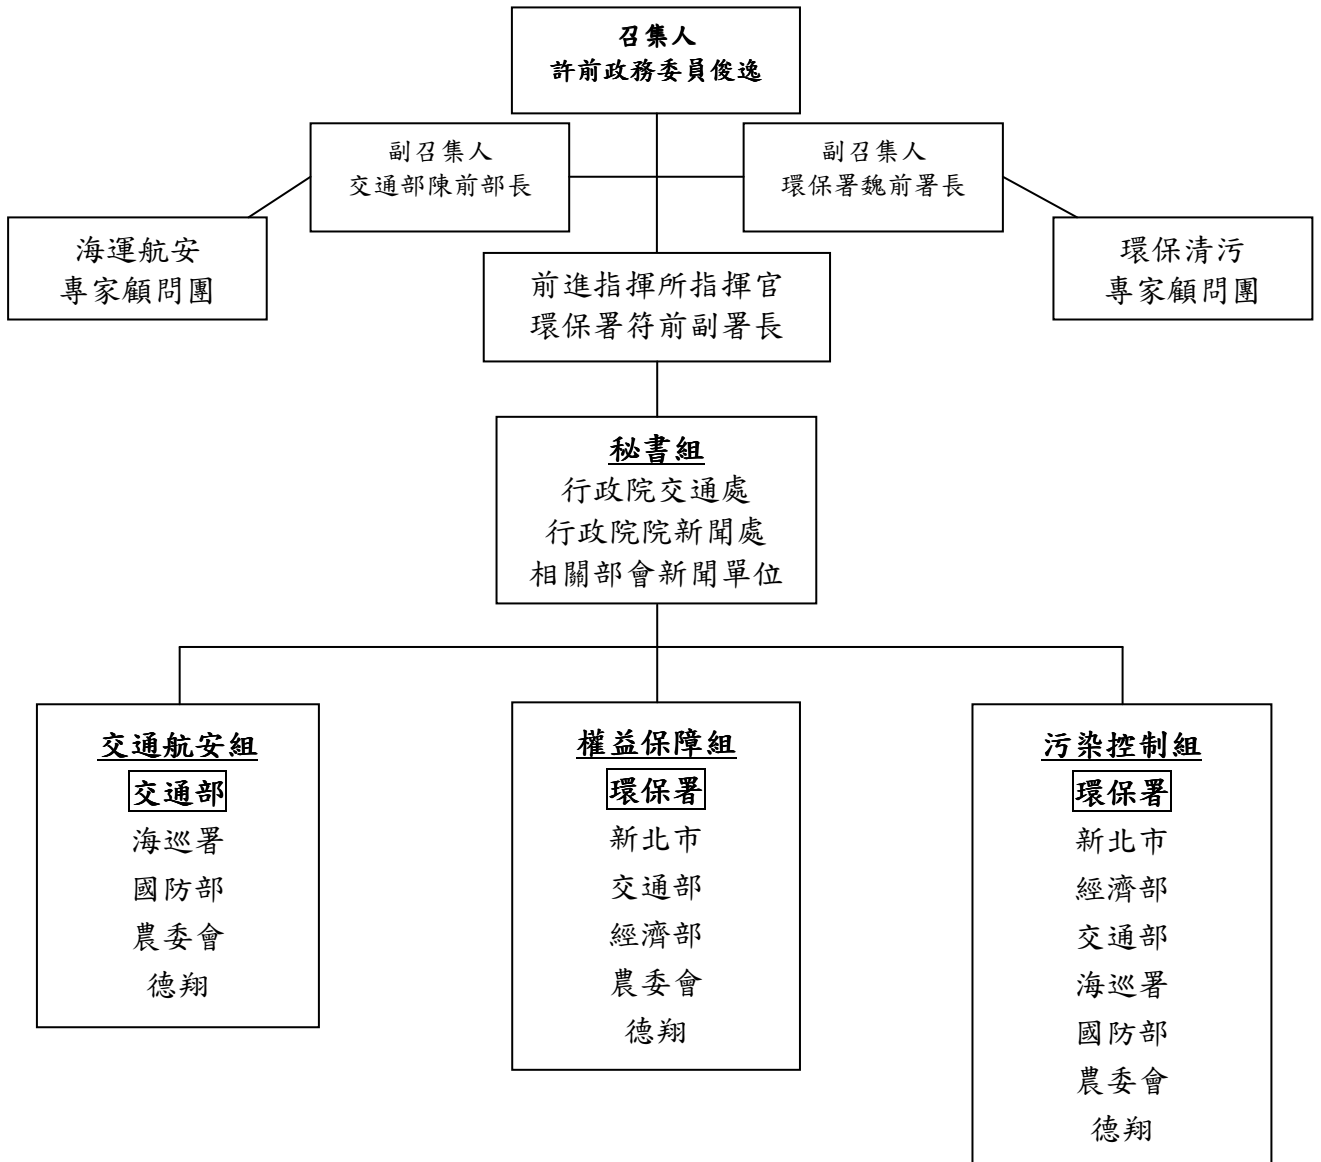 召集人
許前政務委員俊逸
副召集人
交通部陳前部長
副召集人
環保署魏前署長
海運航安
專家顧問團
前進指揮所指揮官
環保署符前副署長
環保清污
專家顧問團
秘書組
行政院交通處
行政院院新聞處
相關部會新聞單位
交通航安組
交通部
海巡署
國防部
農委會
德翔
權益保障組
環保署
新北市
交通部
經濟部
農委會
德翔
污染控制組
環保署
新北市
經濟部
交通部
海巡署
國防部
農委會
德翔